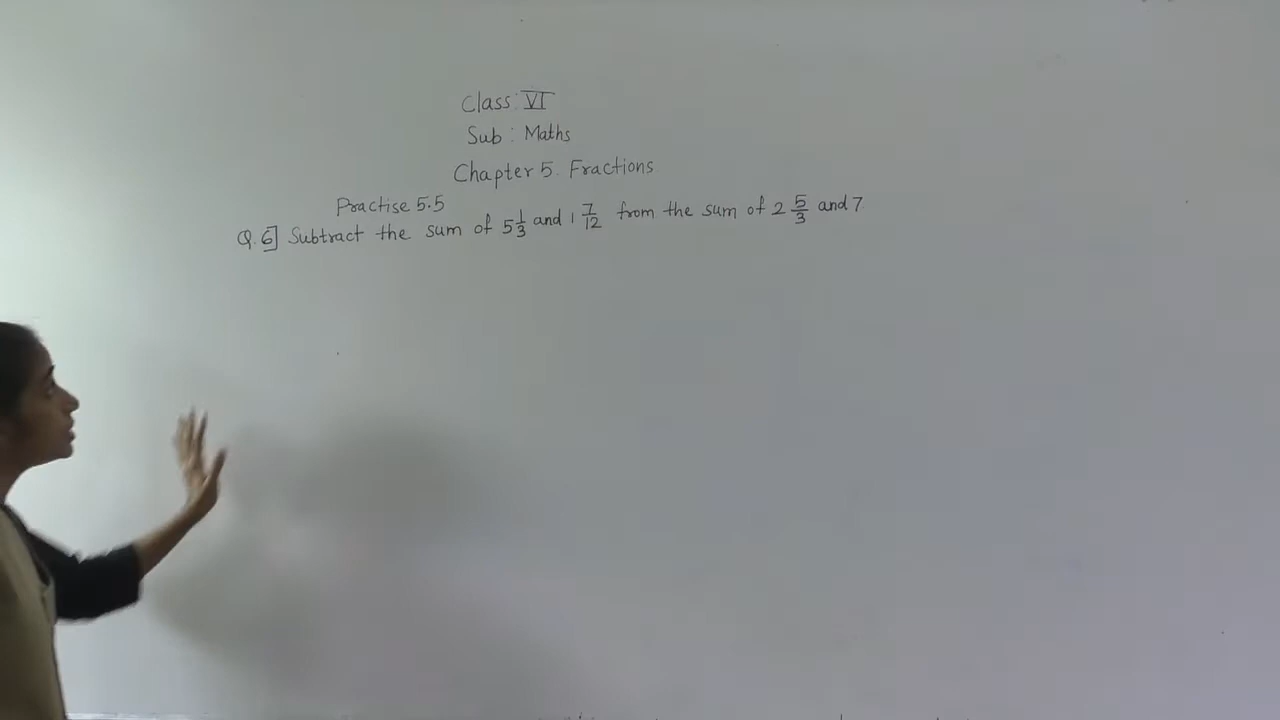 Class : VI
Sub : Maths
Chapter 5. Fractions
Practise 5.5
Q. 6] Subtract the sum of 5 1/3 and 1 7/12 from the sum of 2 5/3 and 7